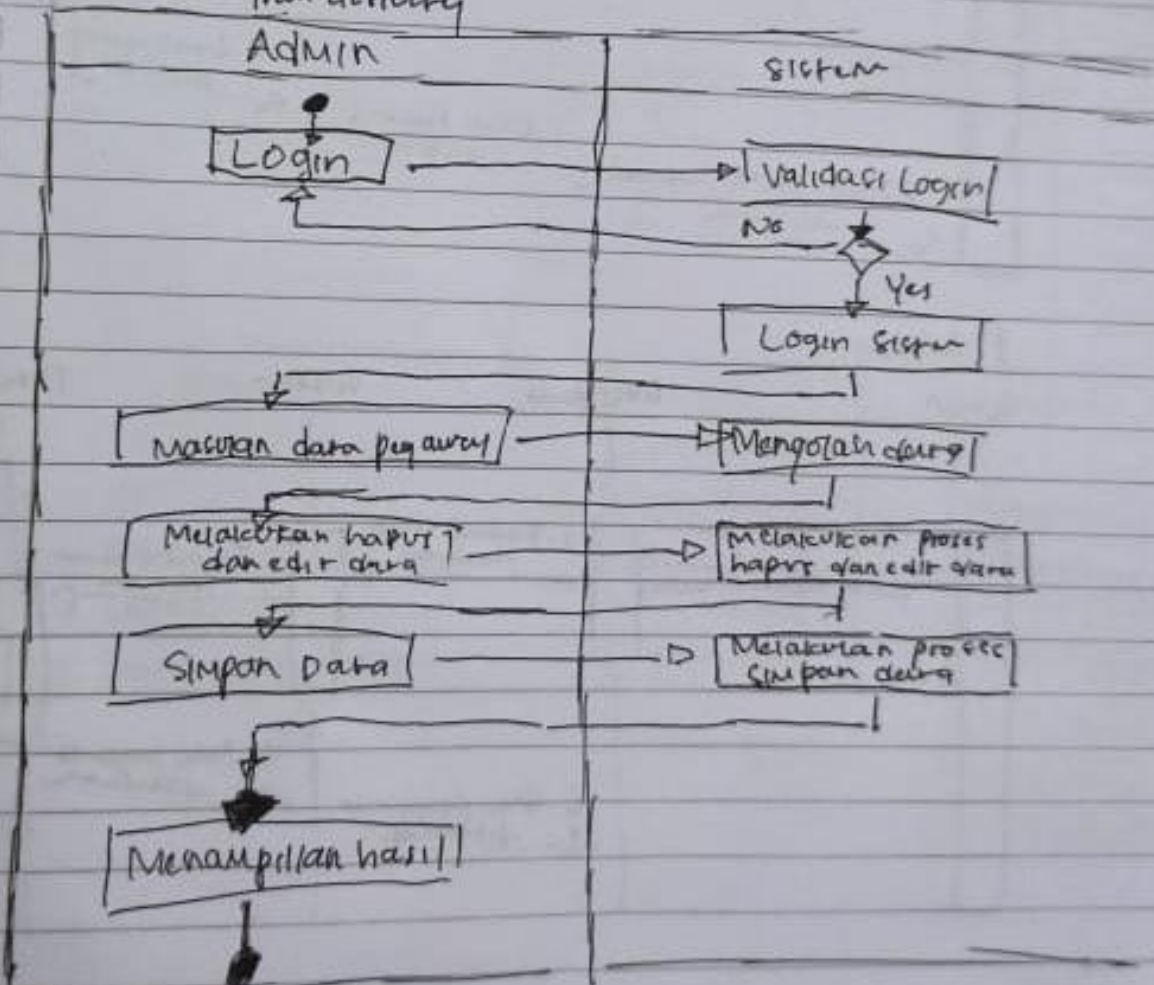 Admin
Sistem
Login
Validasi Login
No
Yes
Login Sistem
Masukan data pegawai
Mengolah data
Melakukan hapus
dan edit data
Melakukan proses
hapus dan edit data
Simpan Data
Melakukan proses
simpan data
Menampilkan hasil